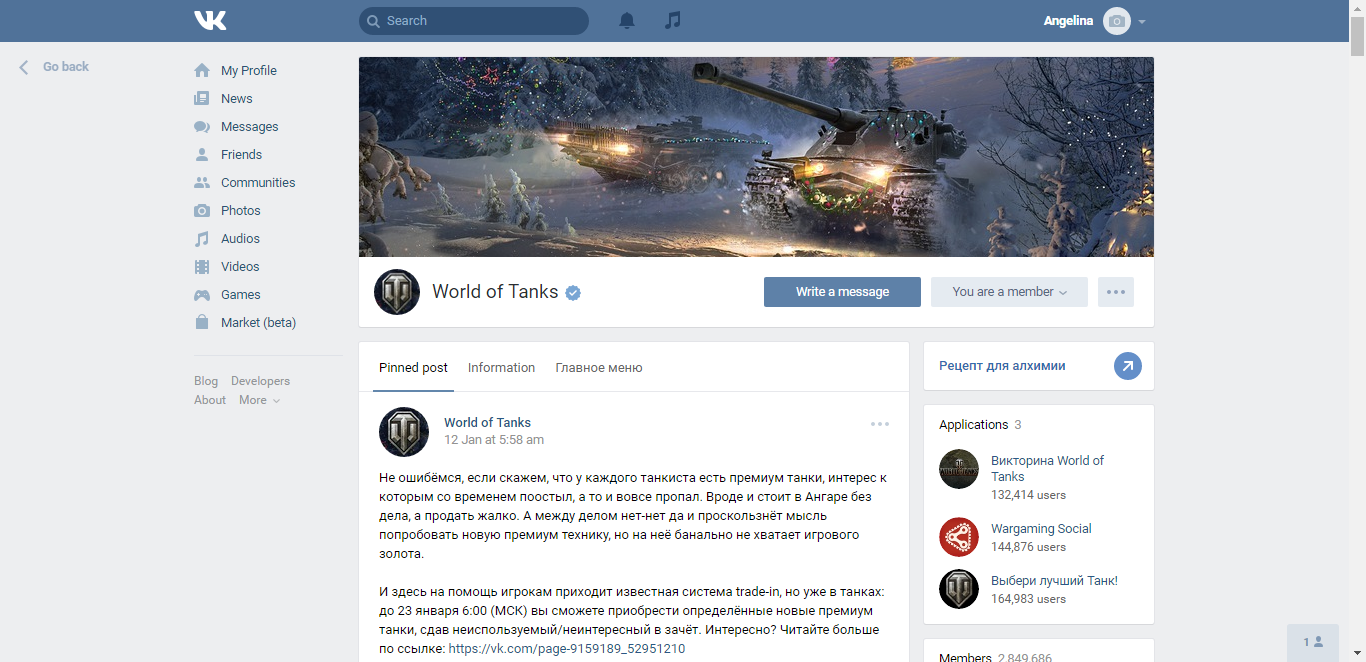 Search
Angelina
Go back
My Profile
News
Messages
Friends
Communities
Photos
Audios
Videos
Games
Market (beta)
Blog Developers
About More
World of Tanks
Write a message
You are a member
Pinned post Information Главное меню
World of Tanks
12 Jan at 5:58 am
Не ошибёмся, если скажем, что у каждого танкиста есть премиум танки, интерес к
которым со временем поостыл, а то и вовсе пропал. Вроде и стоит в Ангаре без
дела, а продать жалко. А между делом нет-нет да и проскользнёт мысль
попробовать новую премиум технику, но на неё банально не хватает игрового
золота.
И здесь на помощь игрокам приходит известная система trade-in, но уже в танках:
до 23 января 6:00 (МСК) вы сможете приобрести определённые новые премиум
танки, сдав неиспользуемый/неинтересный в зачёт. Интересно? Читайте больше
по ссылке: https://vk.com/page-9159189_52951210
Рецепт для алхимии
Applications 3
Викторина World of
Tanks
132,414 users
Wargaming Social
144,876 users
Выбери лучший Танк!
164,983 users
Members 2,849,686
1